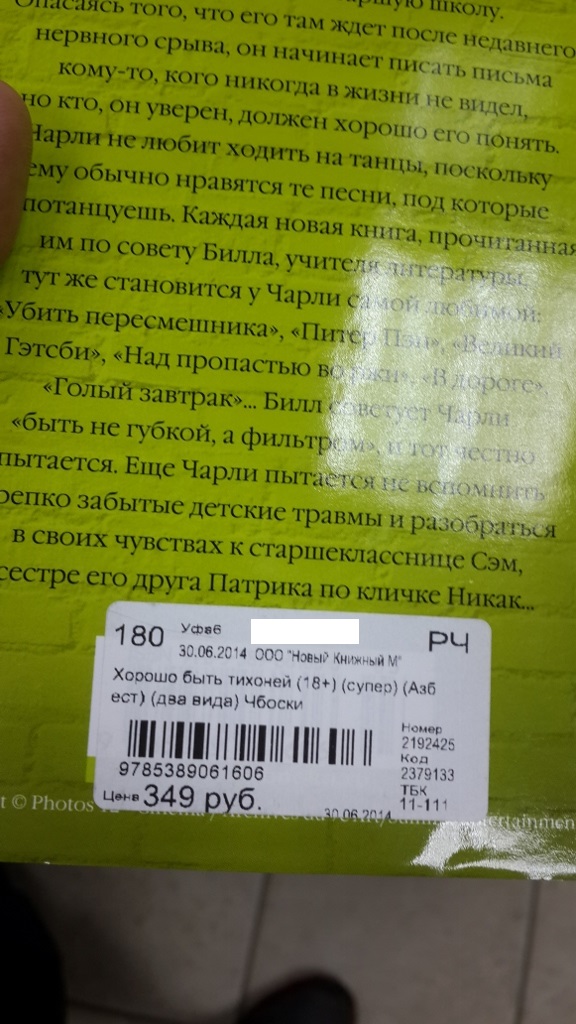 Опасаясь того, что его там ждет после недавнего
нервного срыва, он начинает писать письма
кому-то, кого никогда в жизни не видел,
но кто, он уверен, должен хорошо его понять.
Чарли не любит ходить на танцы, поскольку
ему обычно нравятся те песни, под которые
потанцуешь. Каждая новая книга, прочитанная
им по совету Билла, учителя литературы,
тут же становится у Чарли самой любимой:
«Убить пересмешника», «Питер Пэн», «Великий
Гэтсби», «Над пропастью во ржи», «В дороге»,
«Голый завтрак»... Билл советует Чарли
«быть не губкой, а фильтром», и тот честно
пытается. Еще Чарли пытается не вспоминать
репко забытые детские травмы и разобраться
в своих чувствах к старшекласснице Сэм,
сестре его друга Патрика по кличке Никак...
180 Уфа6 РЧ
30.06.2014 ООО "Новый Книжный М"
Хорошо быть тихоней (18+) (супер) (Азб
ест) (два вида) Чбоски
Номер
2192425
Код
2379133
ТБК
11-111
9785389061606
Цена 349 руб.
30.06.2014
t © Photos